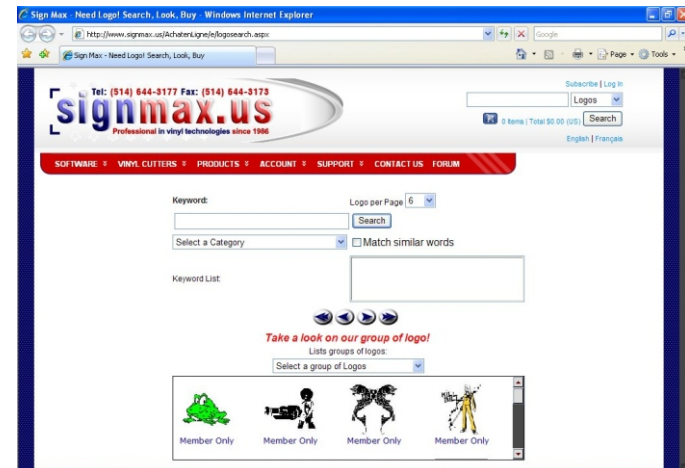 Sign Max - Need Logo! Search, Look, Buy - Windows Internet Explorer
http://www.signmax.us/AchatenLigne/e/logosearch.aspx
Google
Sign Max - Need Logo! Search, Look, Buy
Page
Tools
Tel: (514) 644-3177 Fax: (514) 644-3173
signmax.us
Professional in vinyl technologies since 1986
Subscribe | Log In
Logos
0 items | Total $0.00 (US)
Search
English | Français
SOFTWARE VINYL CUTTERS PRODUCTS ACCOUNT SUPPORT CONTACT US FORUM
Keyword:
Logo per Page 6
Search
Select a Category
Match similar words
Keyword List:
Take a look on our group of logo!
Lists groups of logos:
Select a group of Logos
Member Only Member Only Member Only Member Only